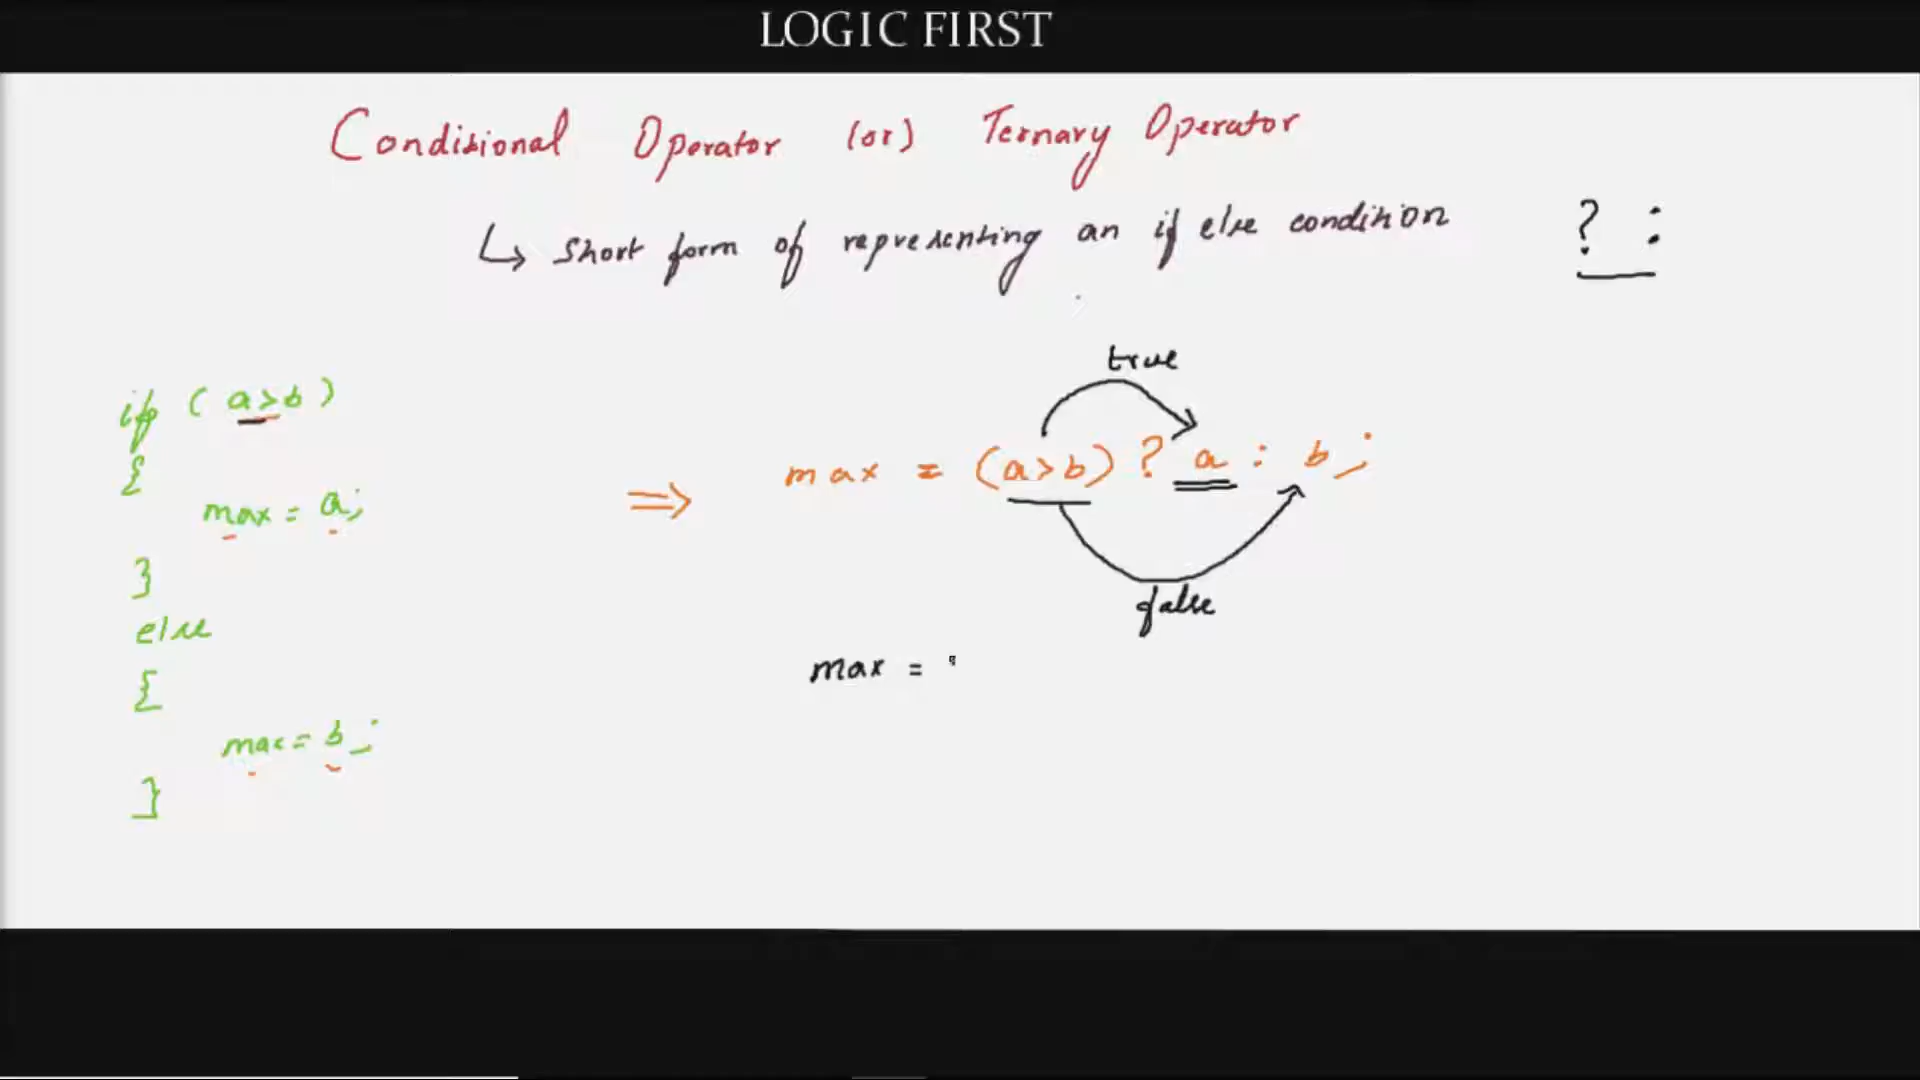 LOGIC FIRST
Conditional Operator (or) Ternary Operator
↳ Short form of representing an if else condition ? :
if (a>b)
{
max = a;
}
else
{
max = b;
}
⇒ max = (a>b) ? a : b;
true
false
max =